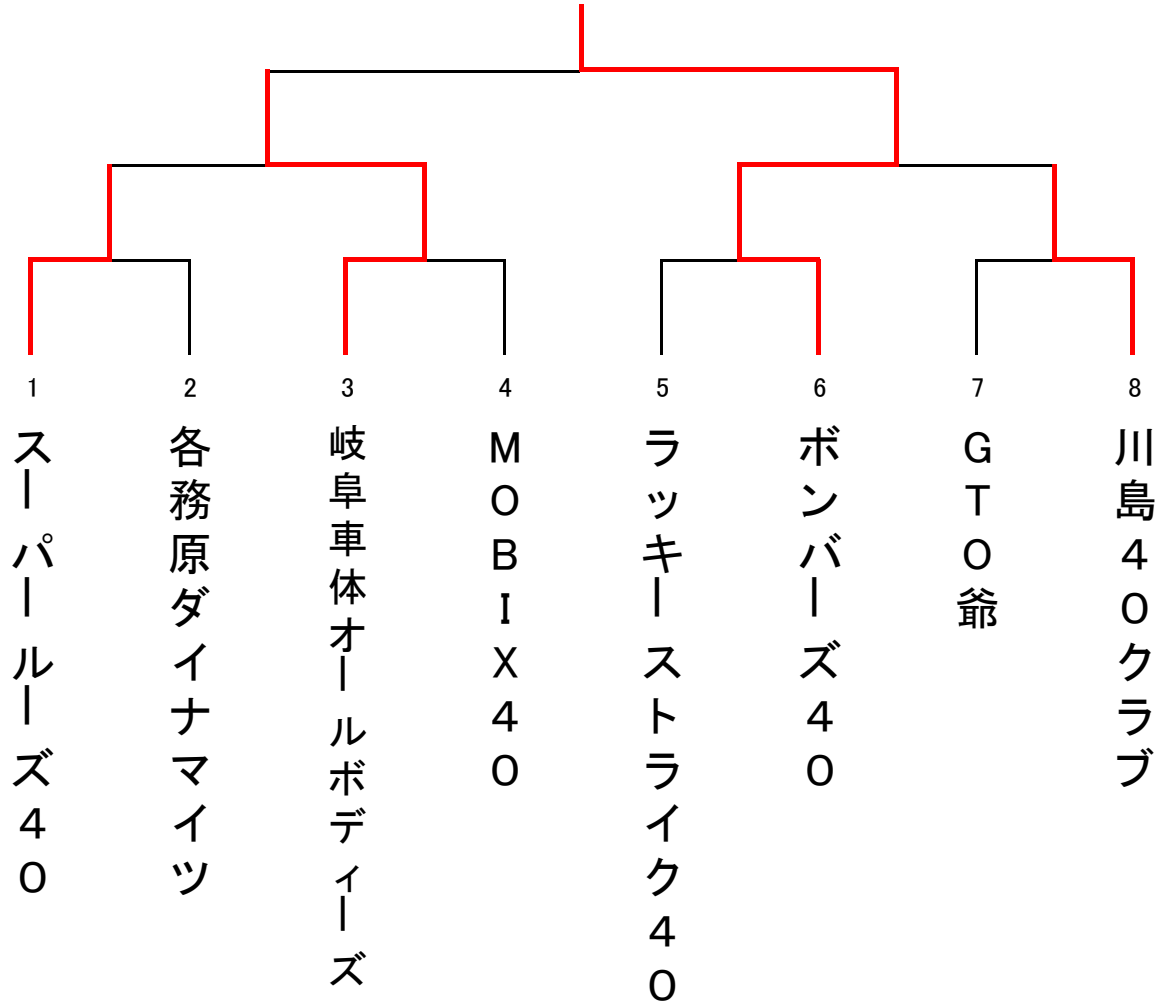 1
スーパールーズ４０
2
各務原ダイナマイツ
3
岐阜車体オールボディーズ
4
ＭＯＢＩＸ４０
5
ラッキーストライク４０
6
ボンバーズ４０
7
ＧＴＯ爺
8
川島４０クラブ